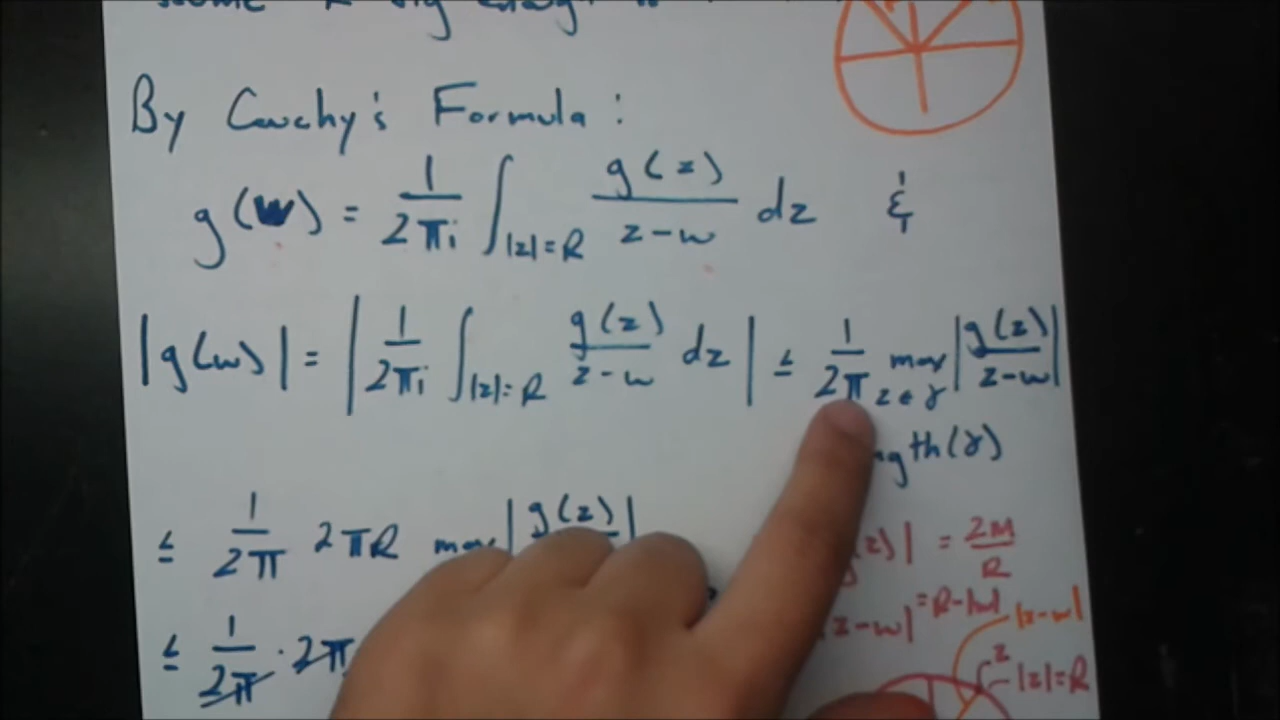 By Cauchy's Formula :
g(w) = 1/2πi ∫|z|=R g(z)/z-w dz &
|g(w)| = |1/2πi ∫|z|=R g(z)/z-w dz| ≤ 1/2π max z∈γ |g(z)/z-w|
ngth(γ)
≤ 1/2π 2πR max |g(z)|
(z)| = 2M/R
z-w| = R-|w|
|z-w|
≤ 1/2π · 2π
z |z|=R